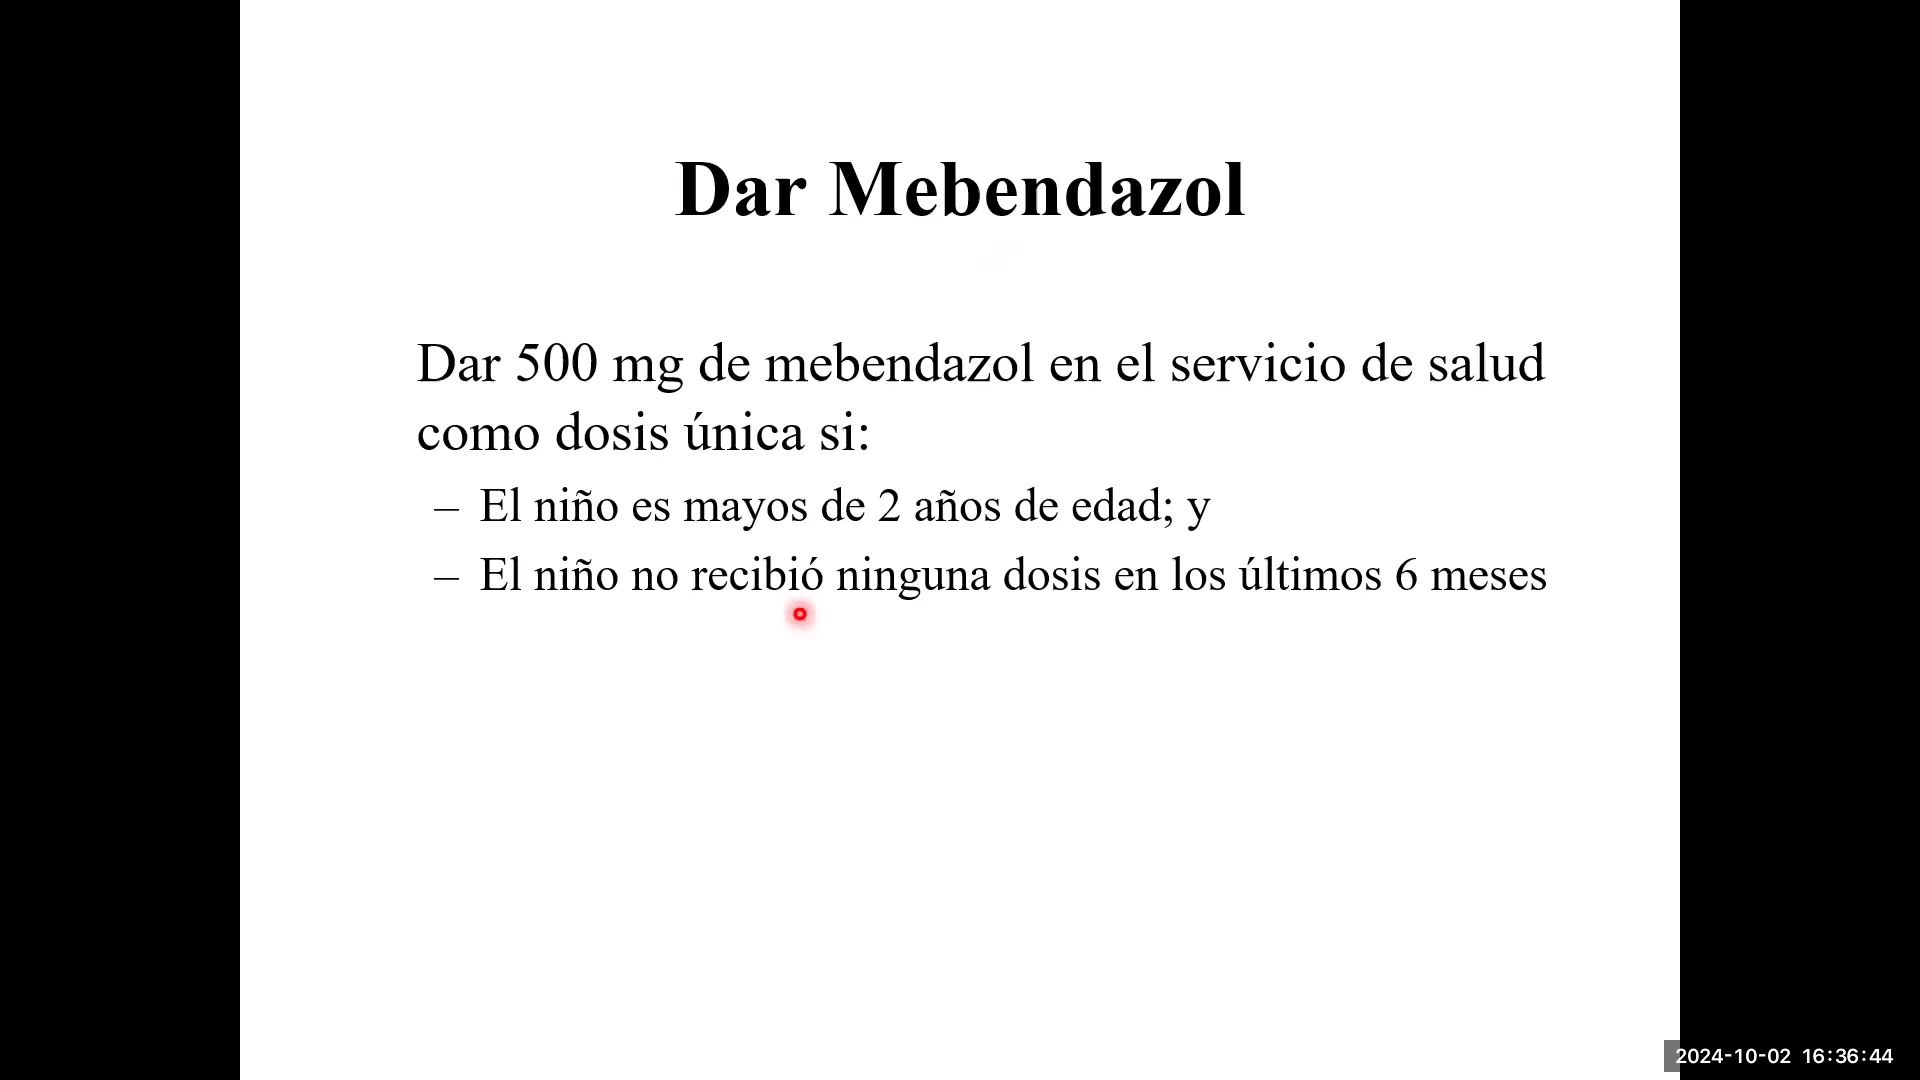 Dar Mebendazol
Dar 500 mg de mebendazol en el servicio de salud
como dosis única si:
– El niño es mayos de 2 años de edad; y
– El niño no recibió ninguna dosis en los últimos 6 meses
2024-10-02 16:36:44